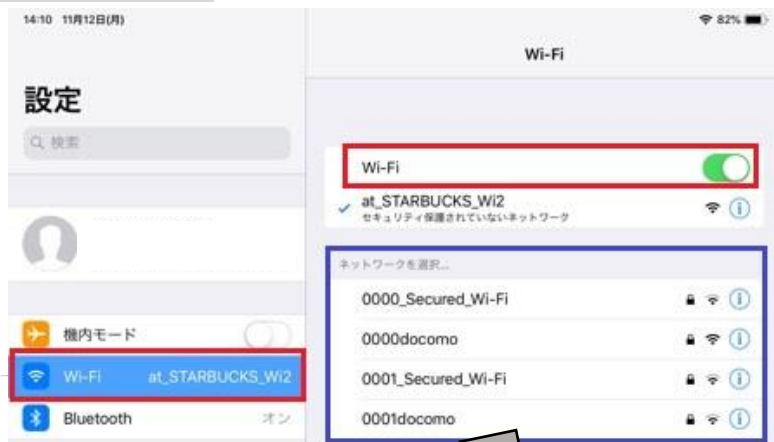 14:10 11月12日(月)
82%
Wi-Fi
設定
検索
Wi-Fi
at_STARBUCKS_Wi2
セキュリティ保護されていないネットワーク
ネットワークを選択...
0000_Secured_Wi-Fi
機内モード
0000docomo
Wi-Fi at_STARBUCKS_Wi2
0001_Secured_Wi-Fi
Bluetooth オン
0001docomo